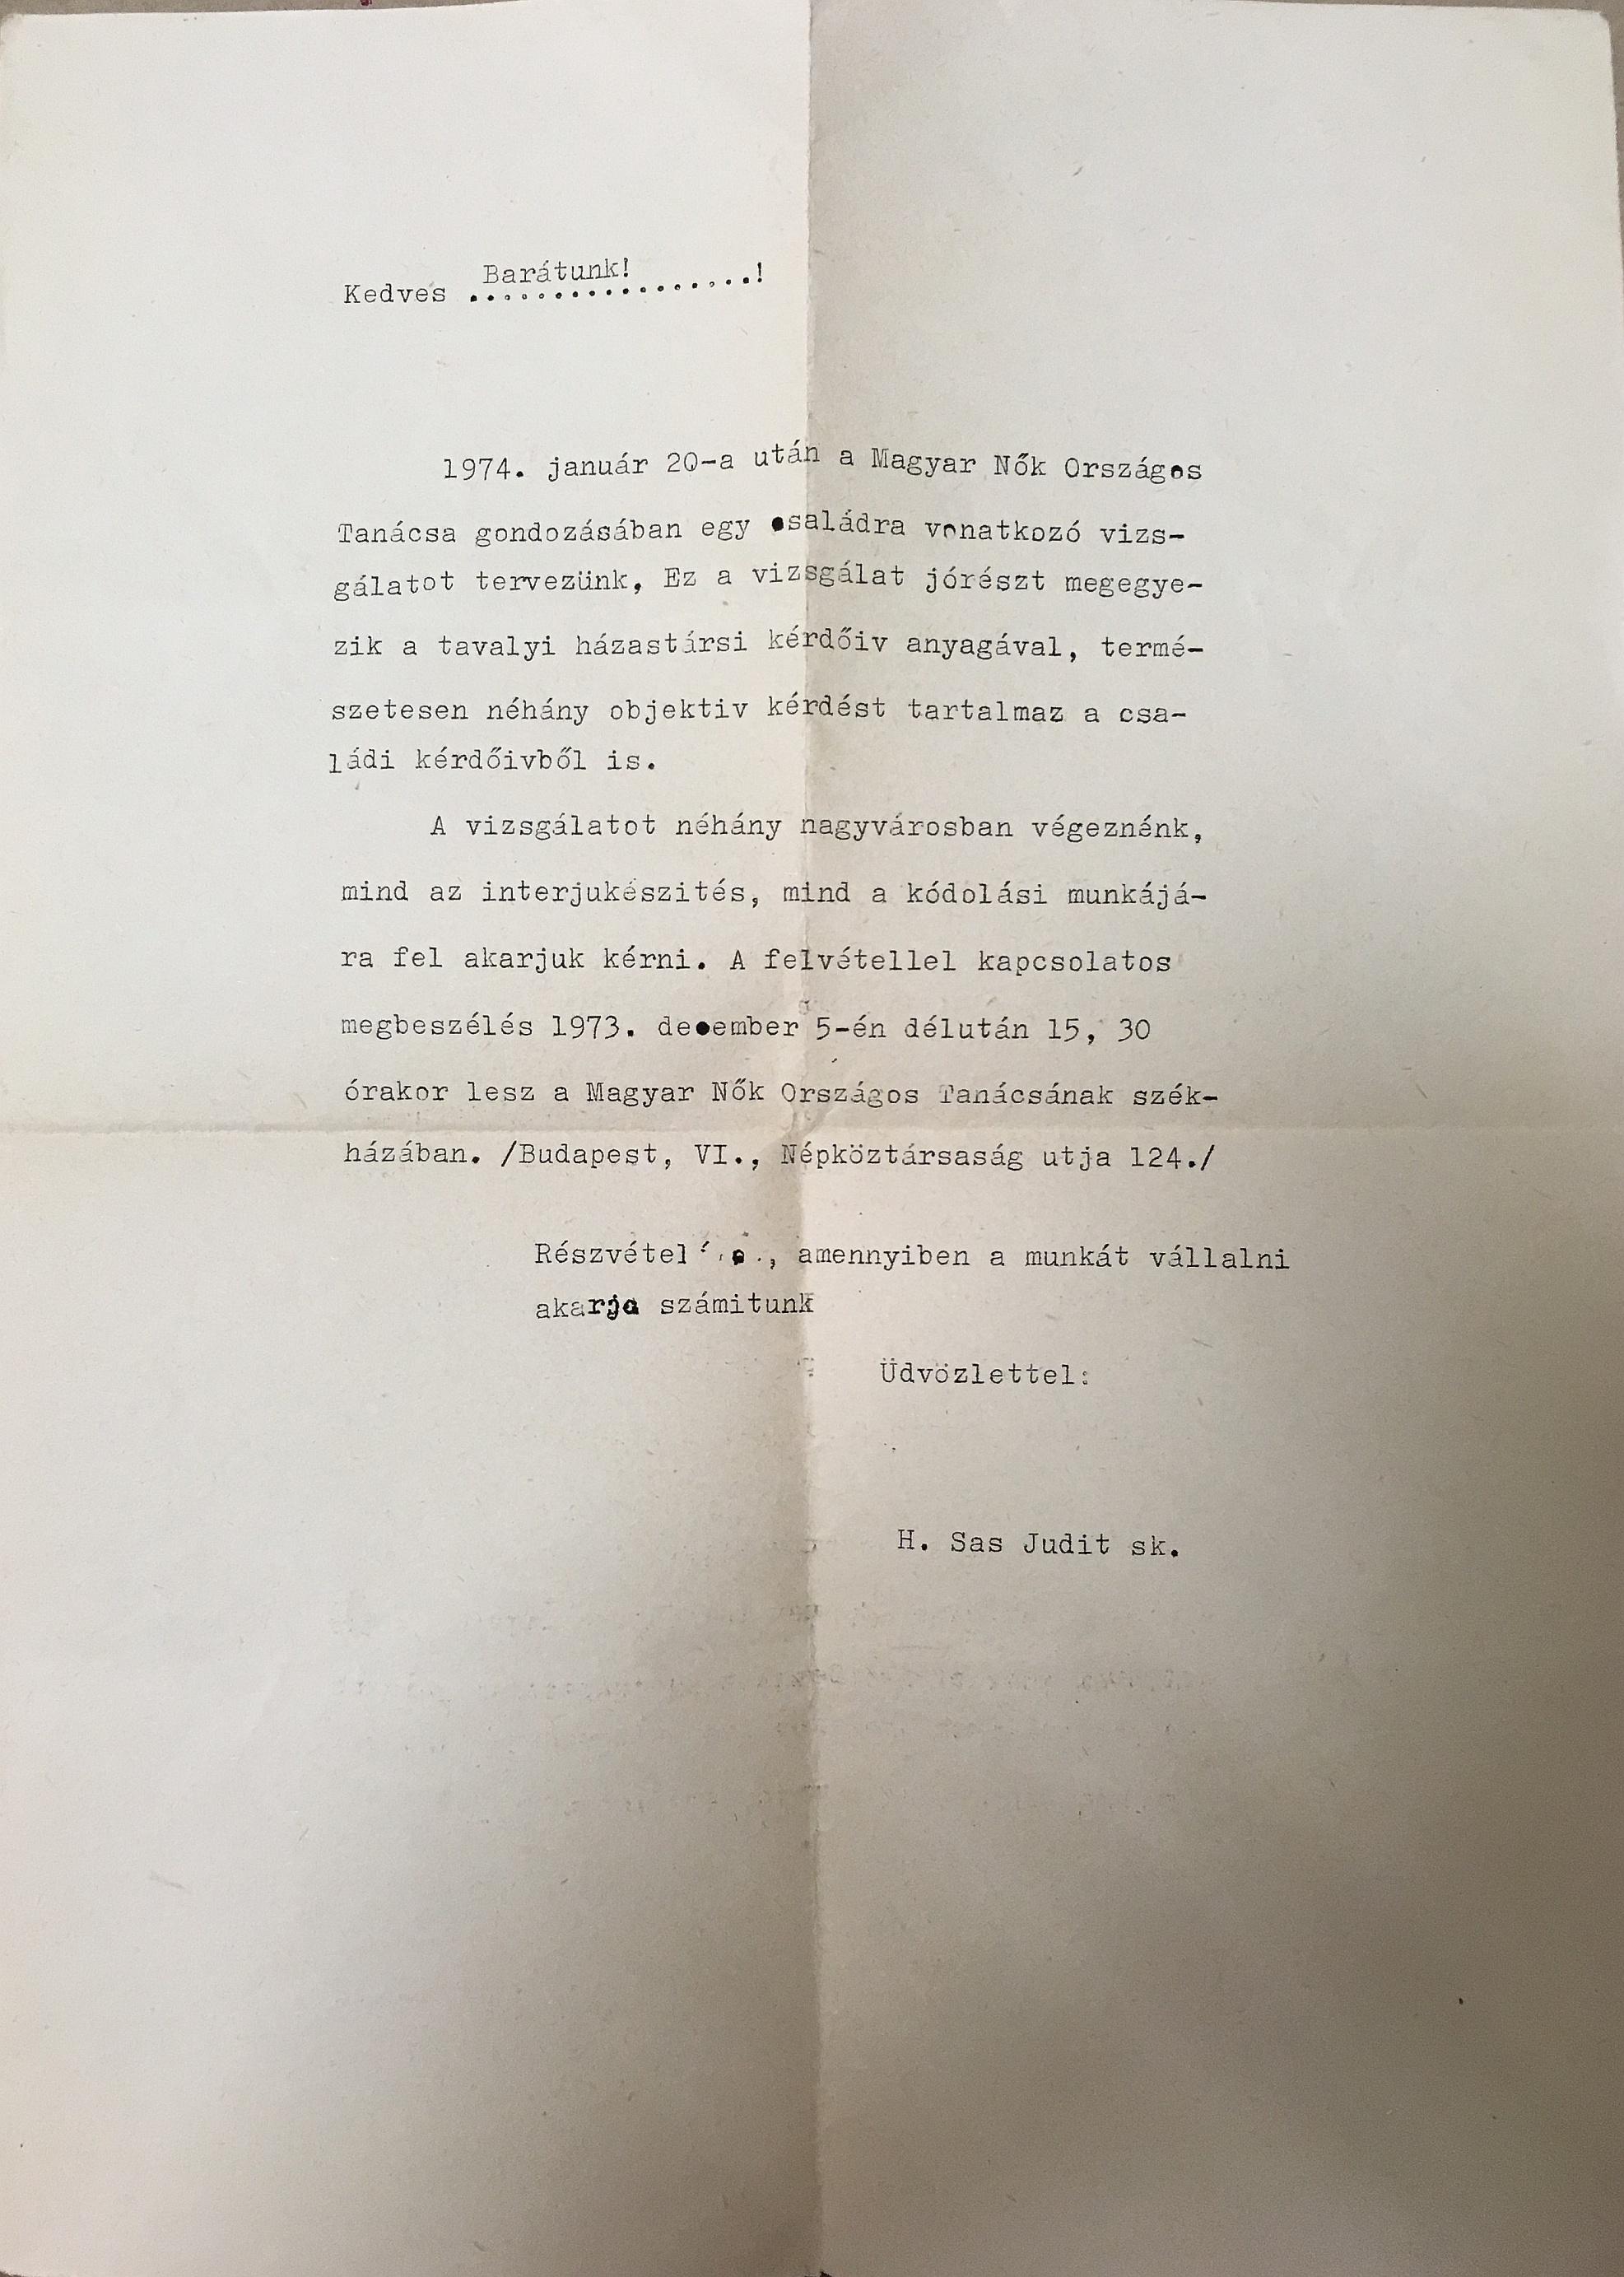 Kedves Barátunk! .................!
1974. január 20-a után a Magyar Nők Országos
Tanácsa gondozásában egy családra vonatkozó vizs-
gálatot tervezünk, Ez a vizsgálat jórészt megegye-
zik a tavalyi házastársi kérdőiv anyagával, termé-
szetesen néhány objektiv kérdést tartalmaz a csa-
ládi kérdőivből is.
A vizsgálatot néhány nagyvárosban végeznénk,
mind az interjukészités, mind a kódolási munkájá-
ra fel akarjuk kérni. A felvétellel kapcsolatos
megbeszélés 1973. december 5-én délután 15, 30
órakor lesz a Magyar Nők Országos Tanácsának szék-
házában. /Budapest, VI., Népköztársaság utja 124./
amennyiben a munkát vállalni
akarja számitunk
Üdvözlettel:
H. Sas Judit sk.